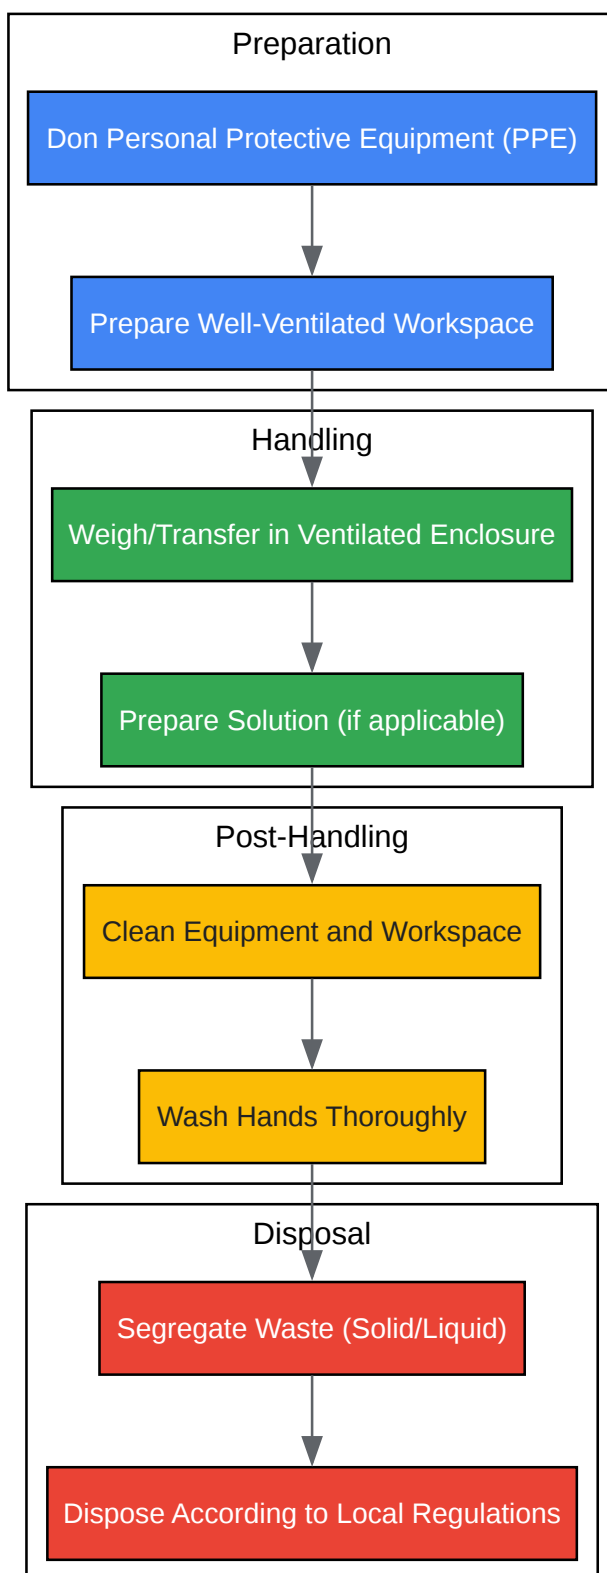 Preparation
Don Personal Protective Equipment (PPE)
Prepare Well-Ventilated Workspace
Handling
Weigh/Transfer in Ventilated Enclosure
Prepare Solution (if applicable)
Post-Handling
Clean Equipment and Workspace
Wash Hands Thoroughly
Disposal
Segregate Waste (Solid/Liquid)
Dispose According to Local Regulations